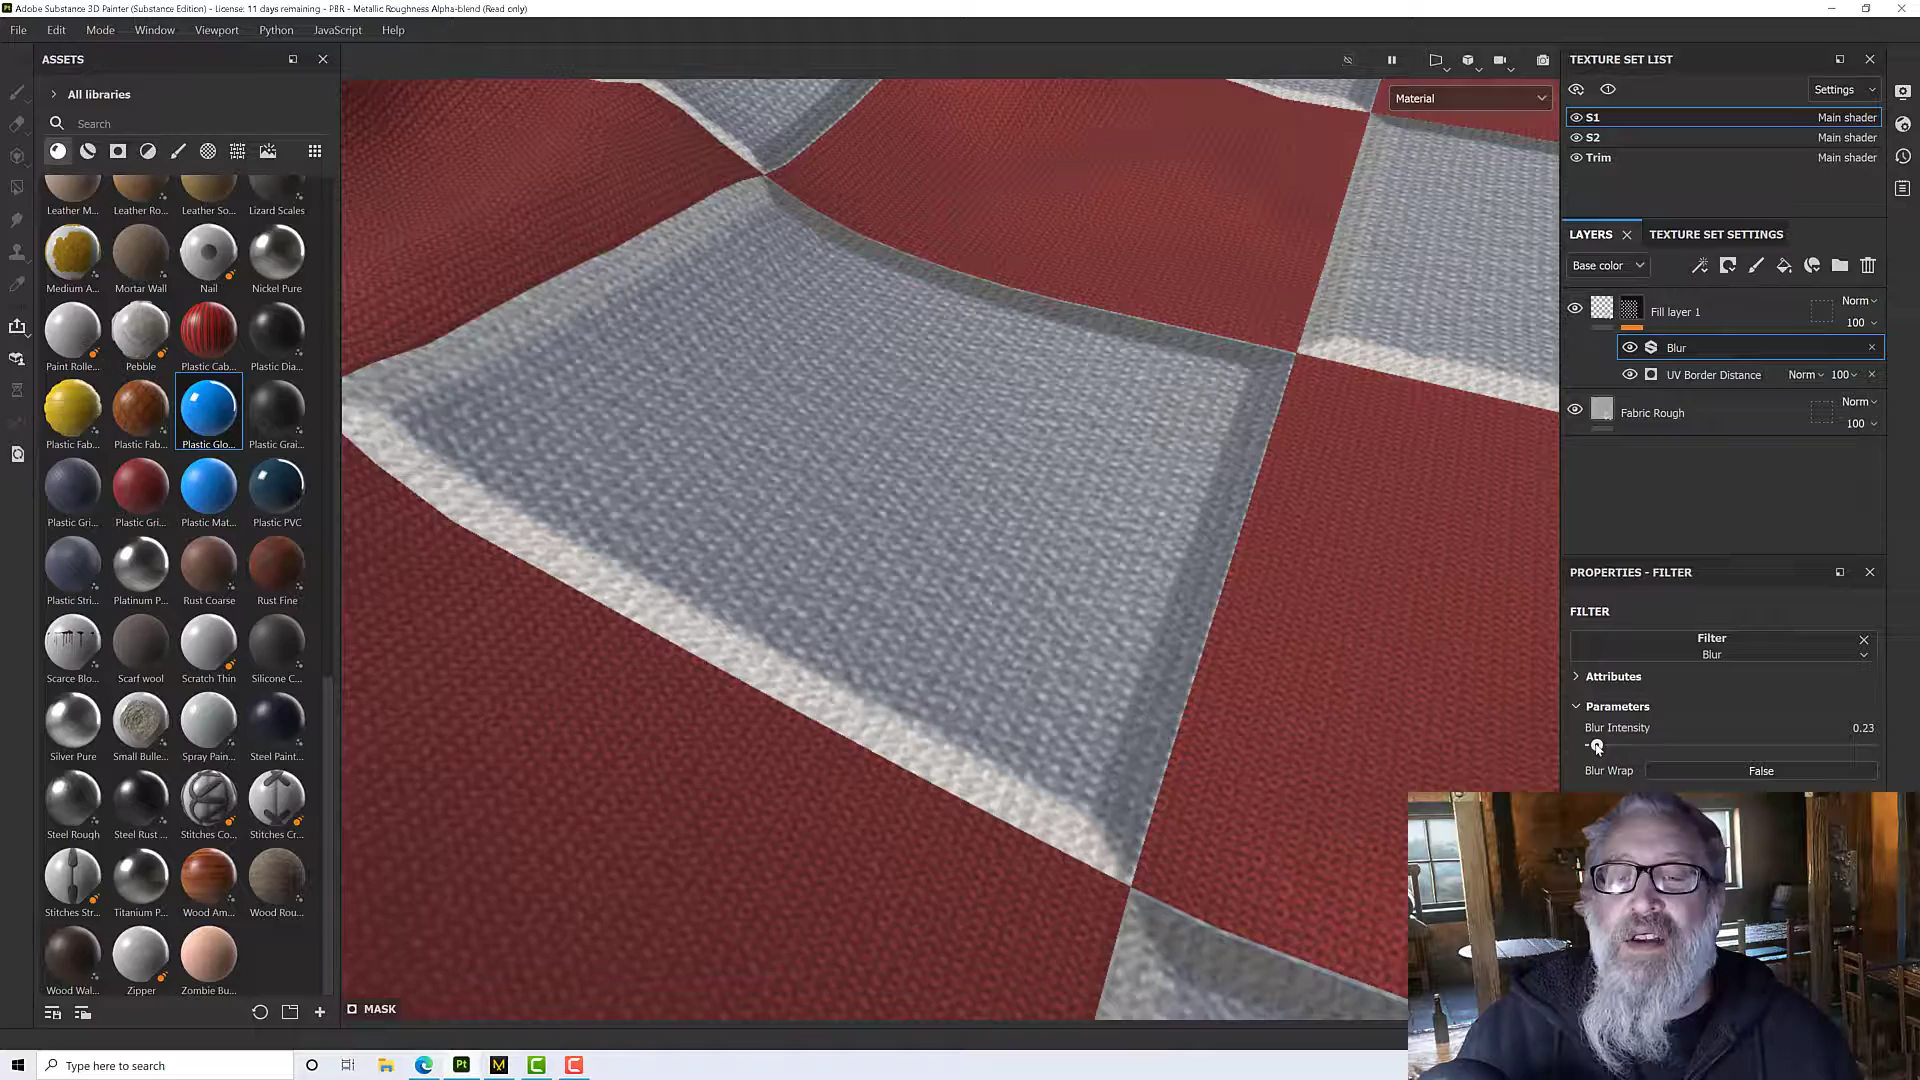 Adobe Substance 3D Painter (Substance Edition) - License: 11 days remaining - PBR - Metallic Roughness Alpha-blend (Read only)
File Edit Mode Window Viewport Python JavaScript Help
ASSETS
All libraries
Search
Leather M... Leather Ro... Leather So... Lizard Scales
Medium A... Mortar Wall Nail Nickel Pure
Paint Rolle... Pebble Plastic Cab... Plastic Dia...
Plastic Fab... Plastic Fab... Plastic Glo... Plastic Grai...
Plastic Gri... Plastic Gri... Plastic Mat... Plastic PVC
Plastic Stri... Platinum P... Rust Coarse Rust Fine
Scarce Blo... Scarf wool Scratch Thin Silicone C...
Silver Pure Small Bulle... Spray Pain... Steel Paint...
Steel Rough Steel Rust ... Stitches Co... Stitches Cr...
Stitches Str... Titanium P... Wood Am... Wood Rou...
Wood Wal... Zipper Zombie Bu...
Material
MASK
TEXTURE SET LIST
Settings
S1 Main shader
S2 Main shader
Trim Main shader
LAYERS TEXTURE SET SETTINGS
Base color
Fill layer 1 Norm 100
Blur
UV Border Distance Norm 100
Fabric Rough Norm 100
PROPERTIES - FILTER
FILTER
Filter
Blur
Attributes
Parameters
Blur Intensity 0.23
Blur Wrap False
Type here to search
Pt
M